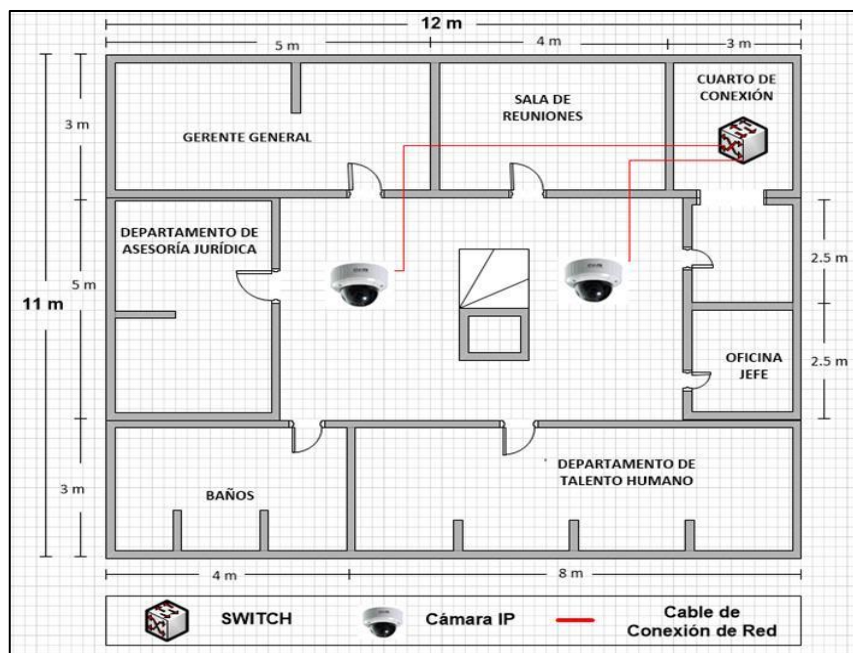 12 m
5 m
4 m
3 m
CUARTO DE
CONEXIÓN
SALA DE
REUNIONES
GERENTE GENERAL
3 m
DEPARTAMENTO DE
ASESORÍA JURÍDICA
5 m
2.5 m
11 m
OFICINA
JEFE
2.5 m
DEPARTAMENTO DE
TALENTO HUMANO
BAÑOS
3 m
4 m
8 m
SWITCH
Cámara IP
Cable de
Conexión de Red